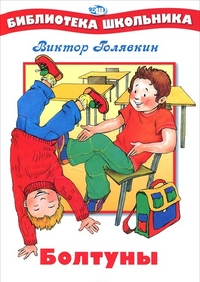 БИБЛИОТЕКА ШКОЛЬНИКА
Виктор Голявкин
Болтуны